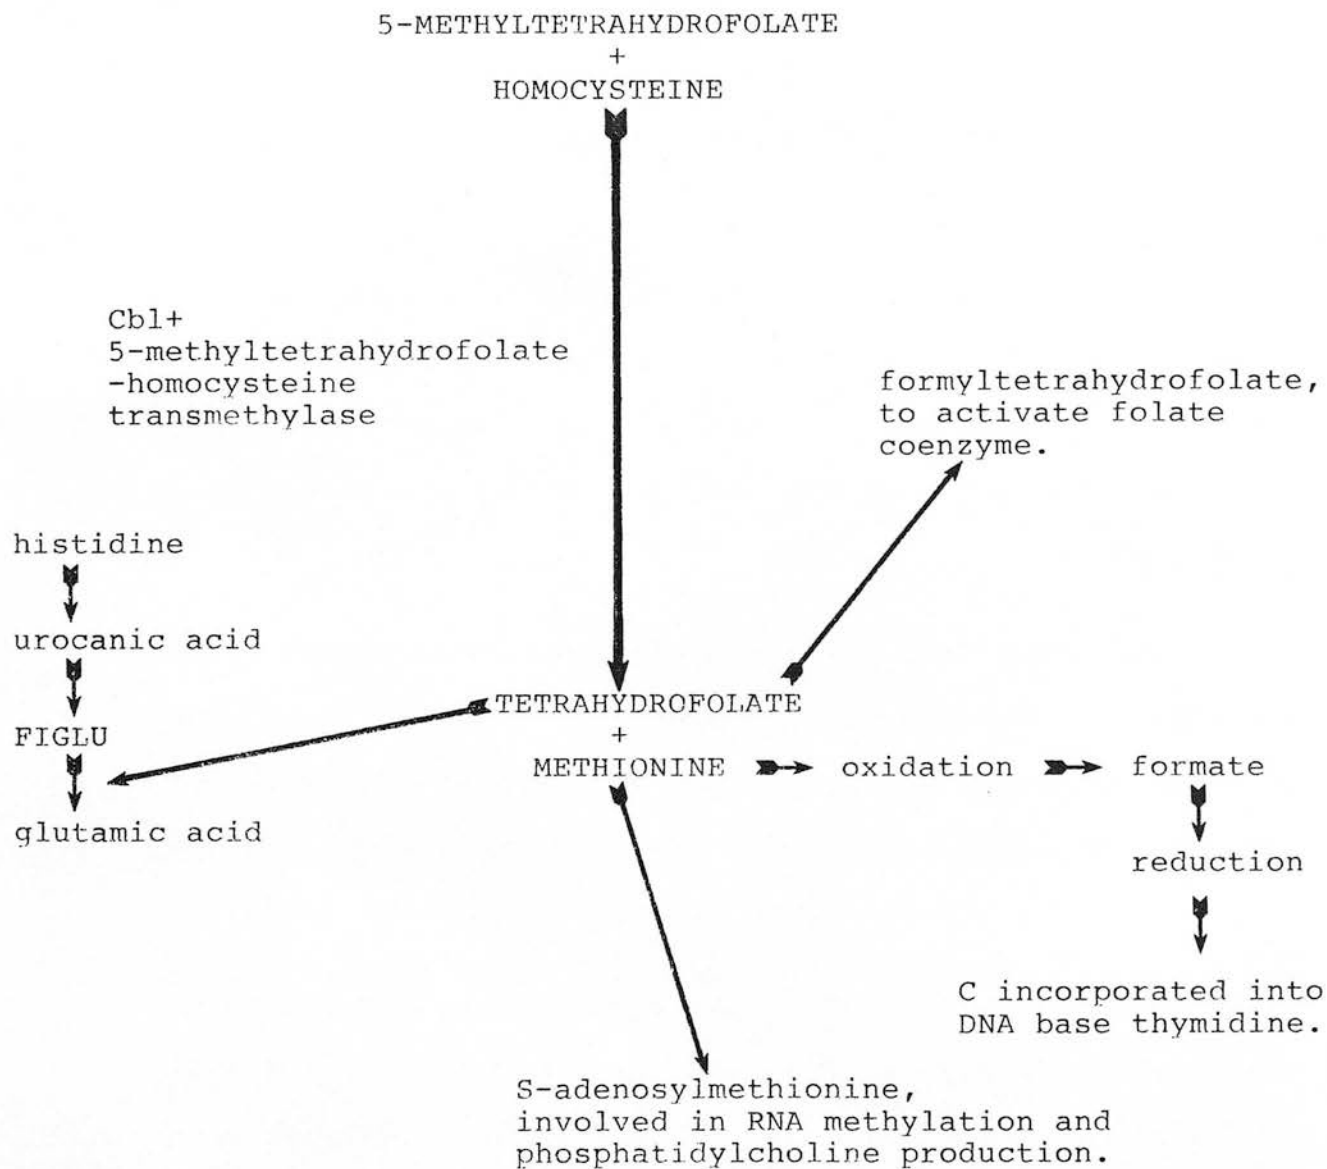 5-METHYLTETRAHYDROFOLATE
+
HOMOCYSTEINE
Cbl+
5-methyltetrahydrofolate
-homocysteine
transmethylase
formyltetrahydrofolate,
to activate folate
coenzyme.
histidine
urocanic acid
FIGLU
glutamic acid
TETRAHYDROFOLATE
+
METHIONINE oxidation formate
reduction
C incorporated into
DNA base thymidine.
S-adenosylmethionine,
involved in RNA methylation and
phosphatidylcholine production.